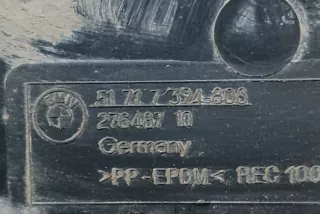 BMW
51 71 7 394-808
276487 10
Germany
>PP-EPDM< REC 100